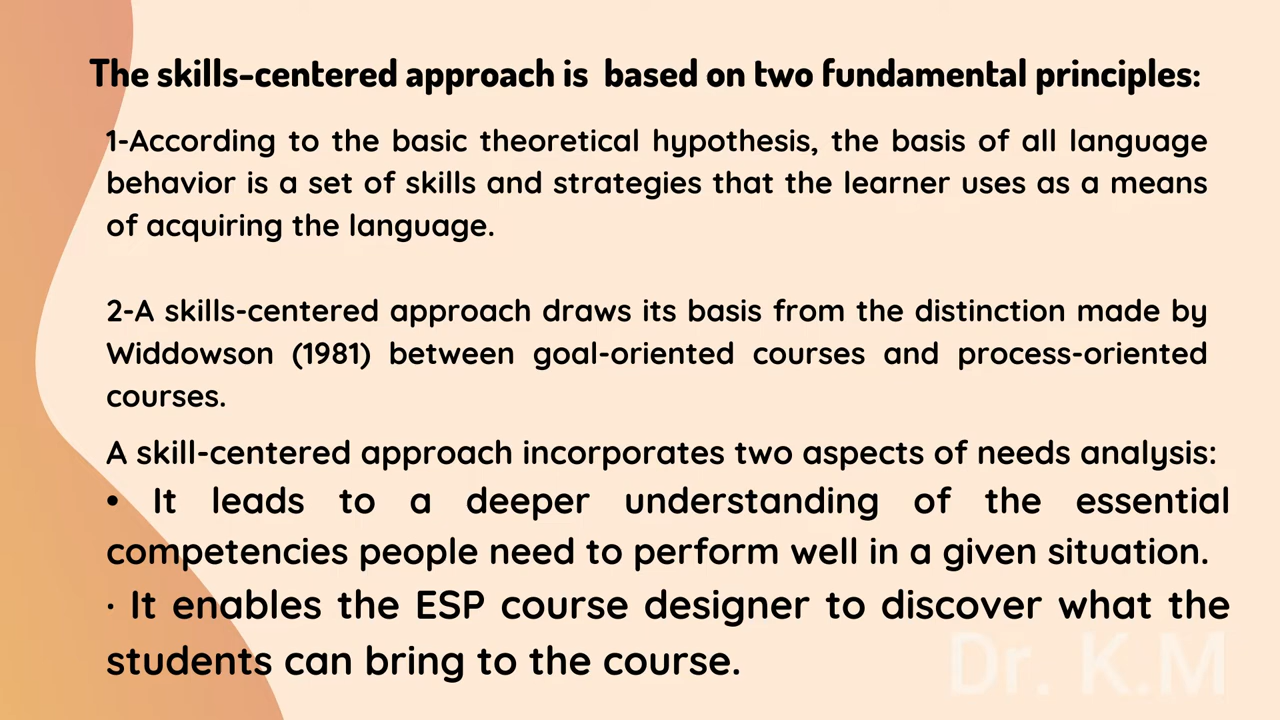 The skills-centered approach is based on two fundamental principles:
1-According to the basic theoretical hypothesis, the basis of all language
behavior is a set of skills and strategies that the learner uses as a means
of acquiring the language.
2-A skills-centered approach draws its basis from the distinction made by
Widdowson (1981) between goal-oriented courses and process-oriented
courses.
A skill-centered approach incorporates two aspects of needs analysis:
• It leads to a deeper understanding of the essential
competencies people need to perform well in a given situation.
· It enables the ESP course designer to discover what the
students can bring to the course.
Dr. K.M